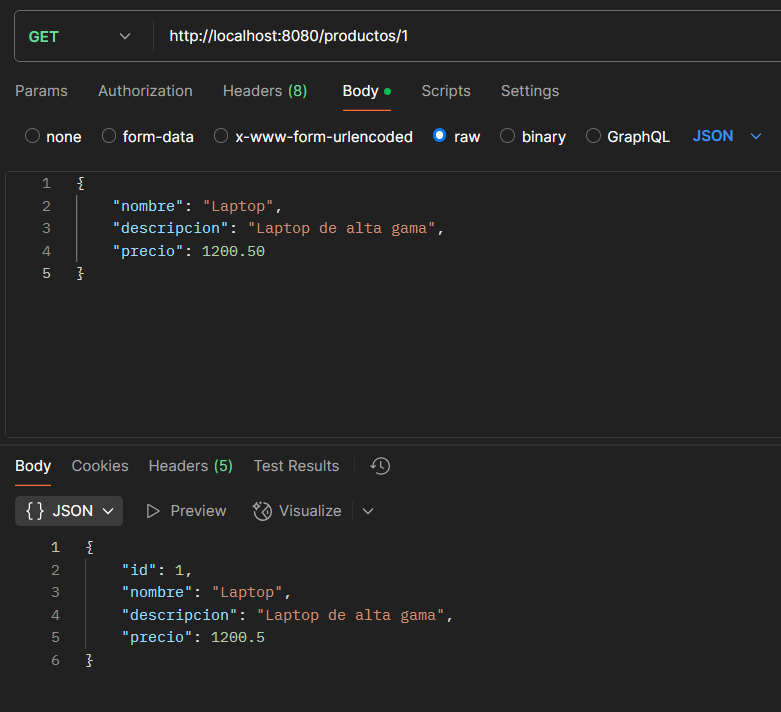 GET http://localhost:8080/productos/1
Params Authorization Headers (8) Body Scripts Settings
none form-data x-www-form-urlencoded raw binary GraphQL JSON
1 {
2 "nombre": "Laptop",
3 "descripcion": "Laptop de alta gama",
4 "precio": 1200.50
5 }
Body Cookies Headers (5) Test Results
{} JSON Preview Visualize
1 {
2 "id": 1,
3 "nombre": "Laptop",
4 "descripcion": "Laptop de alta gama",
5 "precio": 1200.5
6 }